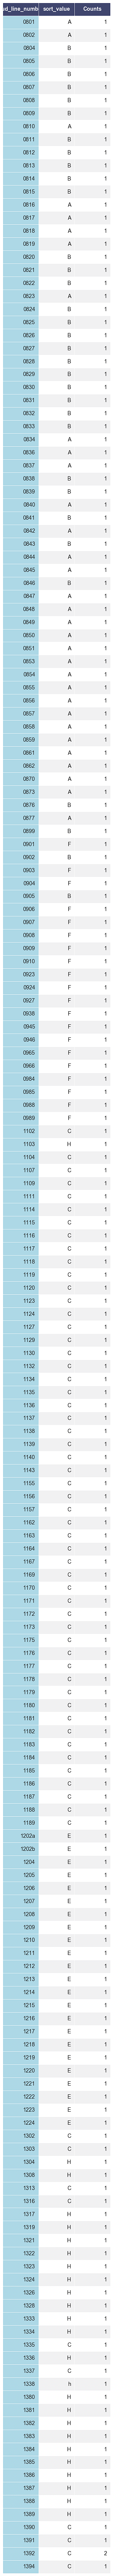 ıd_line_numb sort_value Counts
0801 A 1
0802 A 1
0804 B 1
0805 B 1
0806 B 1
0807 B 1
0808 B 1
0809 B 1
0810 A 1
0811 B 1
0812 B 1
0813 B 1
0814 B 1
0815 B 1
0816 A 1
0817 A 1
0818 A 1
0819 A 1
0820 B 1
0821 B 1
0822 B 1
0823 A 1
0824 B 1
0825 B 1
0826 B 1
0827 B 1
0828 B 1
0829 B 1
0830 B 1
0831 B 1
0832 B 1
0833 B 1
0834 A 1
0836 A 1
0837 A 1
0838 B 1
0839 B 1
0840 A 1
0841 B 1
0842 A 1
0843 B 1
0844 A 1
0845 A 1
0846 B 1
0847 A 1
0848 A 1
0849 A 1
0850 A 1
0851 A 1
0853 A 1
0854 A 1
0855 A 1
0856 A 1
0857 A 1
0858 A 1
0859 A 1
0861 A 1
0862 A 1
0870 A 1
0873 A 1
0876 B 1
0877 A 1
0899 B 1
0901 F 1
0902 B 1
0903 F 1
0904 F 1
0905 B 1
0906 F 1
0907 F 1
0908 F 1
0909 F 1
0910 F 1
0923 F 1
0924 F 1
0927 F 1
0938 F 1
0945 F 1
0946 F 1
0965 F 1
0966 F 1
0984 F 1
0985 F 1
0988 F 1
0989 F 1
1102 C 1
1103 H 1
1104 C 1
1107 C 1
1109 C 1
1111 C 1
1114 C 1
1115 C 1
1116 C 1
1117 C 1
1118 C 1
1119 C 1
1120 C 1
1123 C 1
1124 C 1
1127 C 1
1129 C 1
1130 C 1
1132 C 1
1134 C 1
1135 C 1
1136 C 1
1137 C 1
1138 C 1
1139 C 1
1140 C 1
1143 C 1
1155 C 1
1156 C 1
1157 C 1
1162 C 1
1163 C 1
1164 C 1
1167 C 1
1169 C 1
1170 C 1
1171 C 1
1172 C 1
1173 C 1
1175 C 1
1176 C 1
1177 C 1
1178 C 1
1179 C 1
1180 C 1
1181 C 1
1182 C 1
1183 C 1
1184 C 1
1185 C 1
1186 C 1
1187 C 1
1188 C 1
1189 C 1
1202a E 1
1202b E 1
1204 E 1
1205 E 1
1206 E 1
1207 E 1
1208 E 1
1209 E 1
1210 E 1
1211 E 1
1212 E 1
1213 E 1
1214 E 1
1215 E 1
1216 E 1
1217 E 1
1218 E 1
1219 E 1
1220 E 1
1221 E 1
1222 E 1
1223 E 1
1224 E 1
1302 C 1
1303 C 1
1304 H 1
1308 H 1
1313 C 1
1316 C 1
1317 H 1
1319 H 1
1321 H 1
1322 H 1
1323 H 1
1324 H 1
1326 H 1
1328 H 1
1333 H 1
1334 H 1
1335 C 1
1336 H 1
1337 C 1
1338 h 1
1380 H 1
1381 H 1
1382 H 1
1383 H 1
1384 H 1
1385 H 1
1386 H 1
1387 H 1
1388 H 1
1389 H 1
1390 C 1
1391 C 1
1392 C 2
1394 C 1